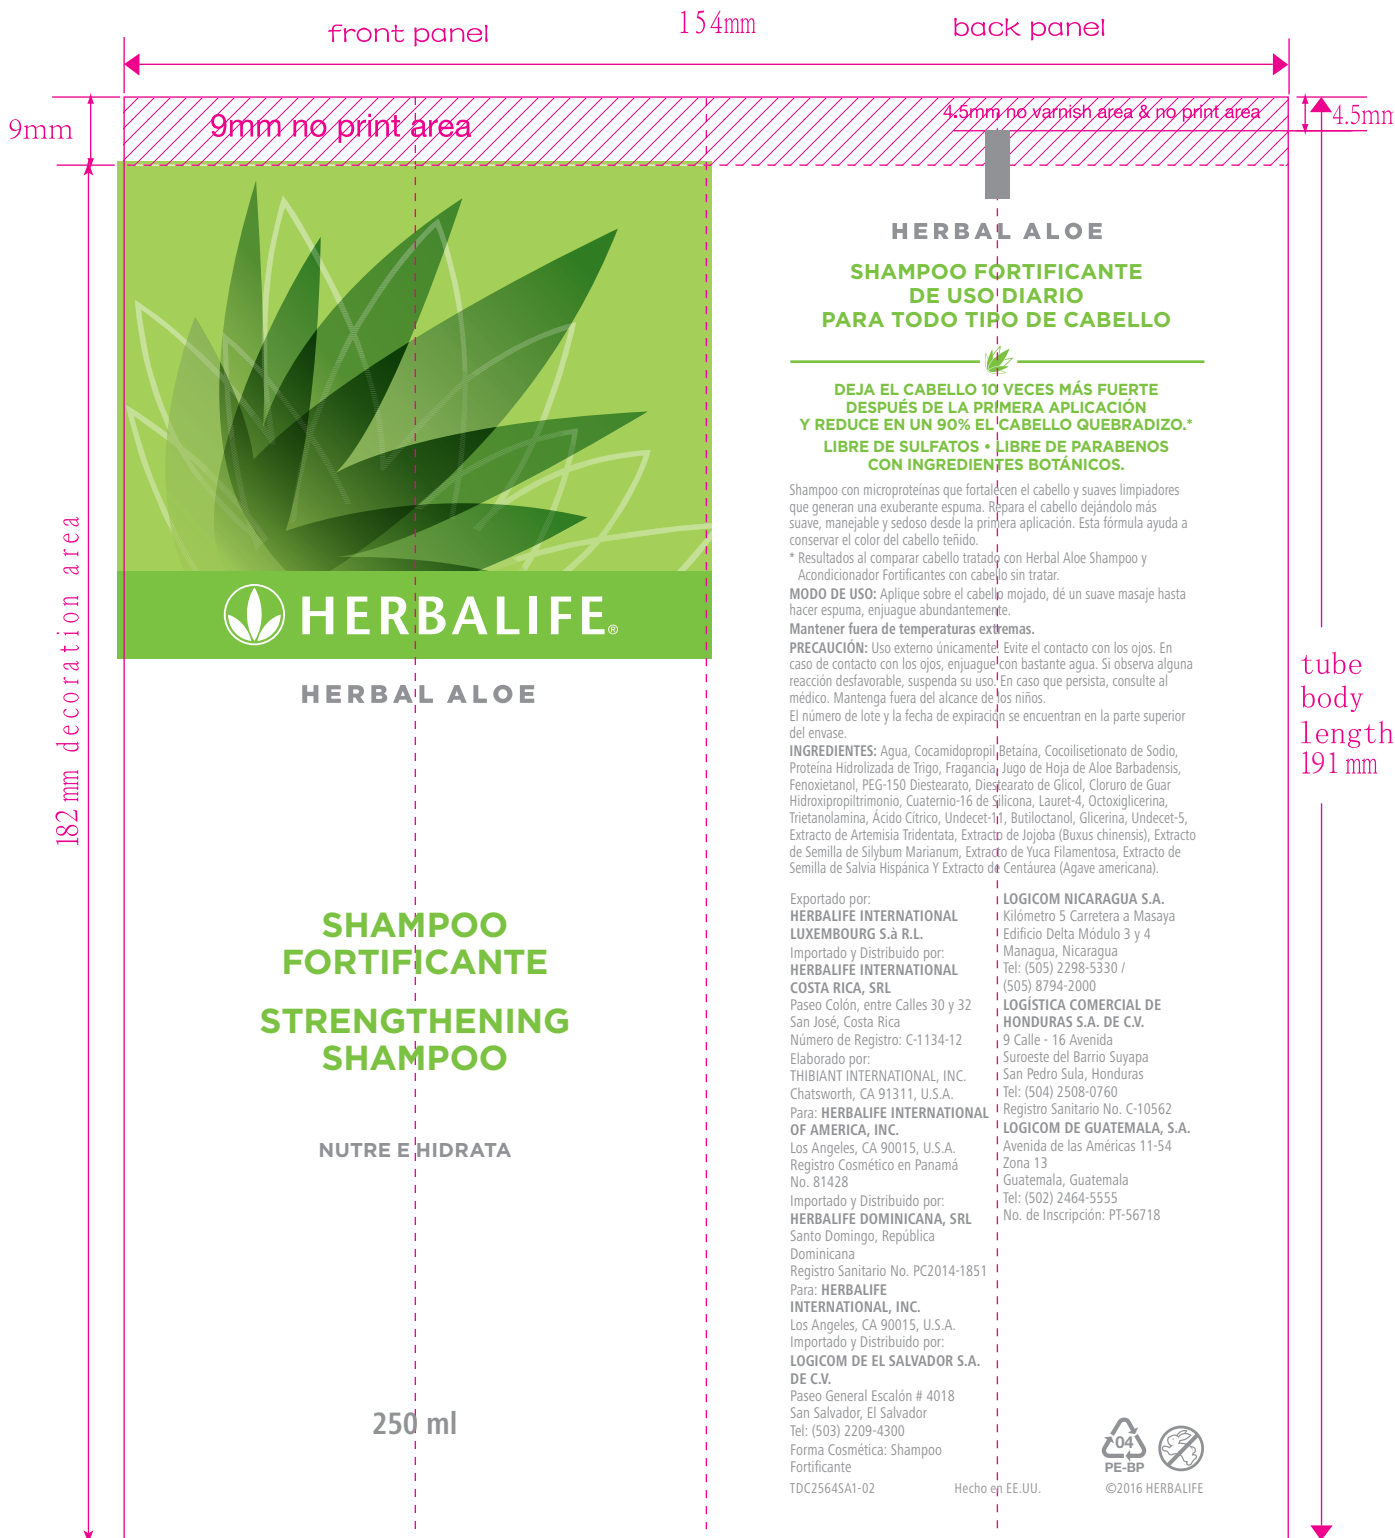 front panel
154mm
back panel
9mm
9mm no print area
4.5mm no varnish area & no print area
4.5mm
182mm decoration area
HERBALIFE®
HERBAL ALOE
SHAMPOO
FORTIFICANTE
STRENGTHENING
SHAMPOO
NUTRE E HIDRATA
250 ml
HERBAL ALOE
SHAMPOO FORTIFICANTE
DE USO DIARIO
PARA TODO TIPO DE CABELLO
DEJA EL CABELLO 10 VECES MÁS FUERTE
DESPUÉS DE LA PRIMERA APLICACIÓN
Y REDUCE EN UN 90% EL CABELLO QUEBRADIZO.*
LIBRE DE SULFATOS • LIBRE DE PARABENOS
CON INGREDIENTES BOTÁNICOS.
Shampoo con microproteínas que fortalecen el cabello y suaves limpiadores
que generan una exuberante espuma. Repara el cabello dejándolo más
suave, manejable y sedoso desde la primera aplicación. Esta fórmula ayuda a
conservar el color del cabello teñido.
* Resultados al comparar cabello tratado con Herbal Aloe Shampoo y
Acondicionador Fortificantes con cabello sin tratar.
MODO DE USO: Aplique sobre el cabello mojado, dé un suave masaje hasta
hacer espuma, enjuague abundantemente.
Mantener fuera de temperaturas extremas.
PRECAUCIÓN: Uso externo únicamente. Evite el contacto con los ojos. En
caso de contacto con los ojos, enjuague con bastante agua. Si observa alguna
reacción desfavorable, suspenda su uso. En caso que persista, consulte al
médico. Mantenga fuera del alcance de los niños.
El número de lote y la fecha de expiración se encuentran en la parte superior
del envase.
INGREDIENTES: Agua, Cocamidopropil Betaína, Cocoilisetionato de Sodio,
Proteína Hidrolizada de Trigo, Fragancia, Jugo de Hoja de Aloe Barbadensis,
Fenoxietanol, PEG-150 Diestearato, Diestearato de Glicol, Cloruro de Guar
Hidroxipropiltrimonio, Cuaternio-16 de Silicona, Lauret-4, Octoxiglicerina,
Trietanolamina, Ácido Cítrico, Undecet-11, Butiloctanol, Glicerina, Undecet-5,
Extracto de Artemisia Tridentata, Extracto de Jojoba (Buxus chinensis), Extracto
de Semilla de Silybum Marianum, Extracto de Yuca Filamentosa, Extracto de
Semilla de Salvia Hispánica Y Extracto de Centáurea (Agave americana).
Exportado por:
HERBALIFE INTERNATIONAL
LUXEMBOURG S.à R.L.
Importado y Distribuido por:
HERBALIFE INTERNATIONAL
COSTA RICA, SRL
Paseo Colón, entre Calles 30 y 32
San José, Costa Rica
Número de Registro: C-1134-12
Elaborado por:
THIBIANT INTERNATIONAL, INC.
Chatsworth, CA 91311, U.S.A.
Para: HERBALIFE INTERNATIONAL
OF AMERICA, INC.
Los Angeles, CA 90015, U.S.A.
Registro Cosmético en Panamá
No. 81428
Importado y Distribuido por:
HERBALIFE DOMINICANA, SRL
Santo Domingo, República
Dominicana
Registro Sanitario No. PC2014-1851
Para: HERBALIFE
INTERNATIONAL, INC.
Los Angeles, CA 90015, U.S.A.
Importado y Distribuido por:
LOGICOM DE EL SALVADOR S.A.
DE C.V.
Paseo General Escalón # 4018
San Salvador, El Salvador
Tel: (503) 2209-4300
Forma Cosmética: Shampoo
Fortificante
LOGICOM NICARAGUA S.A.
Kilómetro 5 Carretera a Masaya
Edificio Delta Módulo 3 y 4
Managua, Nicaragua
Tel: (505) 2298-5330 /
(505) 8794-2000
LOGÍSTICA COMERCIAL DE
HONDURAS S.A. DE C.V.
9 Calle - 16 Avenida
Suroeste del Barrio Suyapa
San Pedro Sula, Honduras
Tel: (504) 2508-0760
Registro Sanitario No. C-10562
LOGICOM DE GUATEMALA, S.A.
Avenida de las Américas 11-54
Zona 13
Guatemala, Guatemala
Tel: (502) 2464-5555
No. de Inscripción: PT-56718
04
PE-BP
TDC2564SA1-02
Hecho en EE.UU.
©2016 HERBALIFE
tube
body
length
191mm